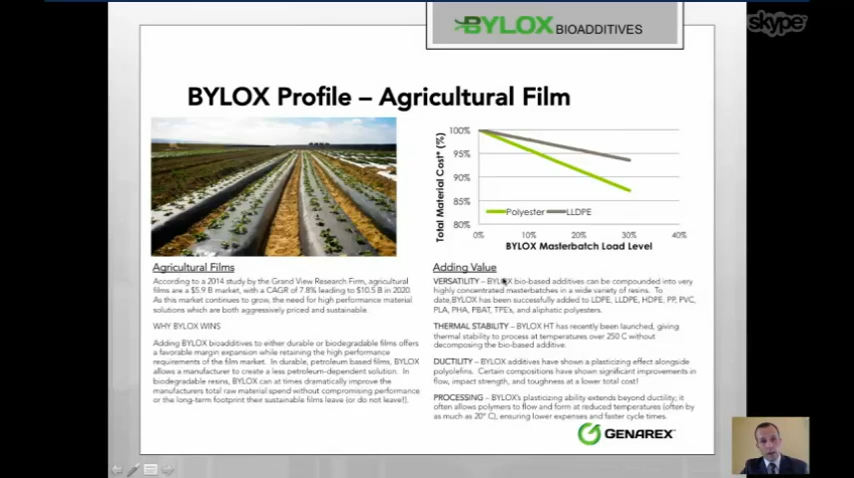 skype
BYLOX BIOADDITIVES
BYLOX Profile – Agricultural Film
Total Material Cost* (%)
100%
95%
90%
85%
80%
Polyester
LLDPE
0%
10%
20%
30%
40%
BYLOX Masterbatch Load Level
Agricultural Films
According to a 2014 study by the Grand View Research Firm, agricultural
films are a $5.9 B market, with a CAGR of 7.8% leading to $10.5 B in 2020.
As this market continues to grow, the need for high performance material
solutions which are both aggressively priced and sustainable.
WHY BYLOX WINS
Adding BYLOX bioadditives to either durable or biodegradable films offers
a favorable margin expansion while retaining the high performance
requirements of the film market. In durable, petroleum based films, BYLOX
allows a manufacturer to create a less petroleum-dependent solution. In
biodegradable resins, BYLOX can at times dramatically improve the
manufacturers total raw material spend without compromising performance
or the long-term footprint their sustainable films leave (or do not leave!).
Adding Value
VERSATILITY – BYLOX bio-based additives can be compounded into very
highly concentrated masterbatches in a wide variety of resins. To
date,BYLOX has been successfully added to LDPE, LLDPE, HDPE, PP, PVC,
PLA, PHA, PBAT, TPE's, and aliphatic polyesters.
THERMAL STABILITY – BYLOX HT has recently been launched, giving
thermal stability to process at temperatures over 250 C without
decomposing the bio-based additive.
DUCTILITY – BYLOX additives have shown a plasticizing effect alongside
polyolefins. Certain compositions have shown significant improvements in
flow, impact strength, and toughness at a lower total cost!
PROCESSING – BYLOX's plasticizing ability extends beyond ductility; it
often allows polymers to flow and form at reduced temperatures (often by
as much as 20° C), ensuring lower expenses and faster cycle times.
GENAREX